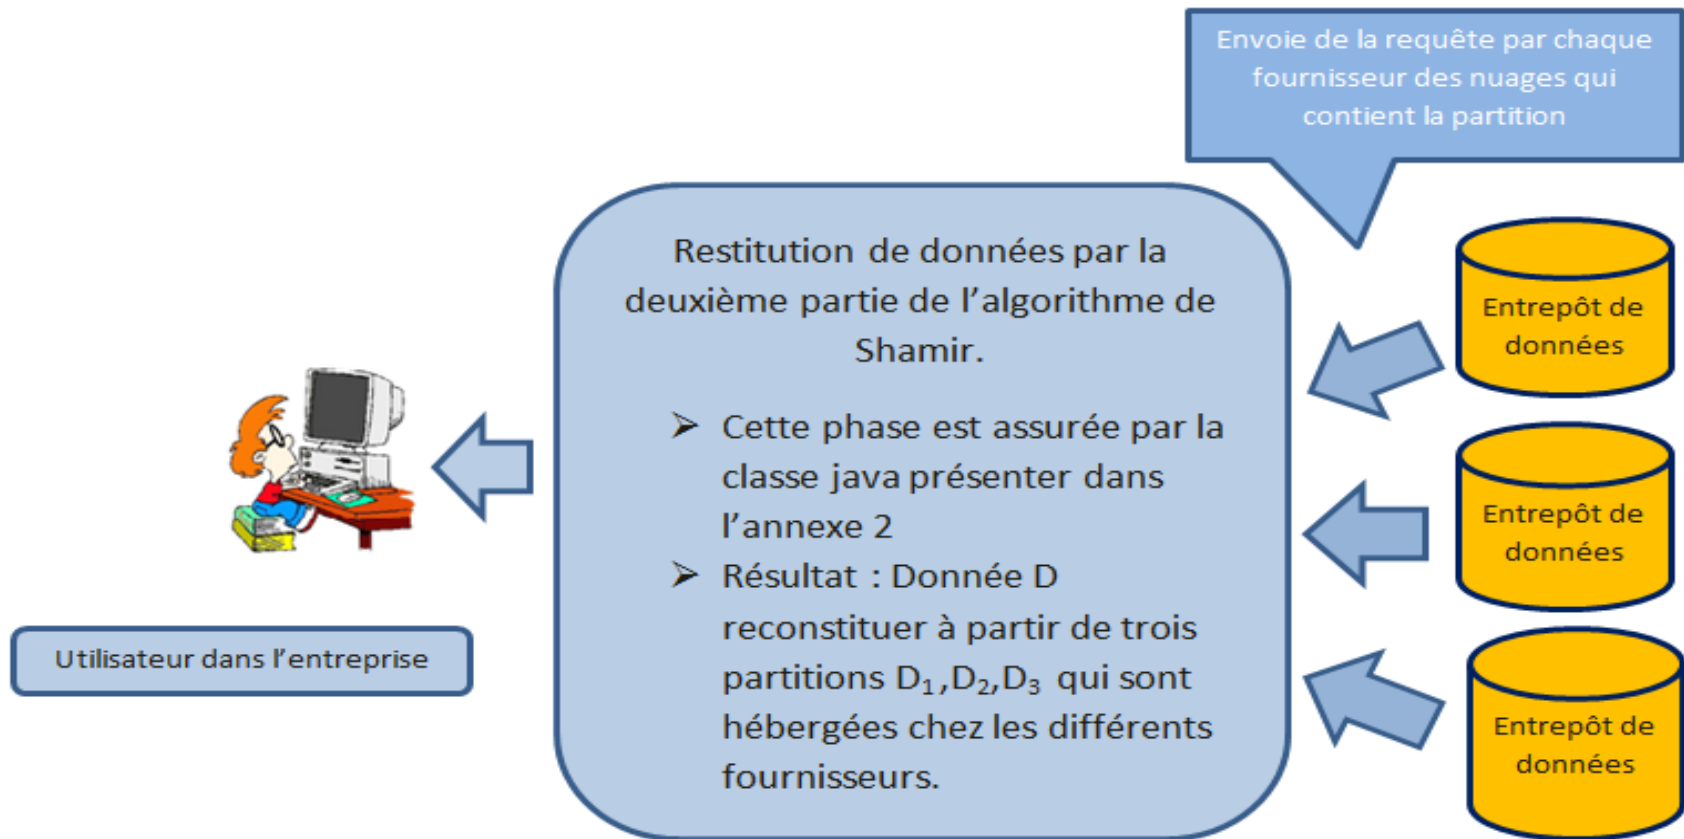 Envoie de la requête par chaque
fournisseur des nuages qui
contient la partition
Restitution de données par la
deuxième partie de l’algorithme de
Shamir.
➢ Cette phase est assurée par la
classe java présenter dans
l’annexe 2
➢ Résultat : Donnée D
reconstituer à partir de trois
partitions D₁,D₂,D₃ qui sont
hébergées chez les différents
fournisseurs.
Entrepôt de
données
Entrepôt de
données
Entrepôt de
données
Utilisateur dans l’entreprise